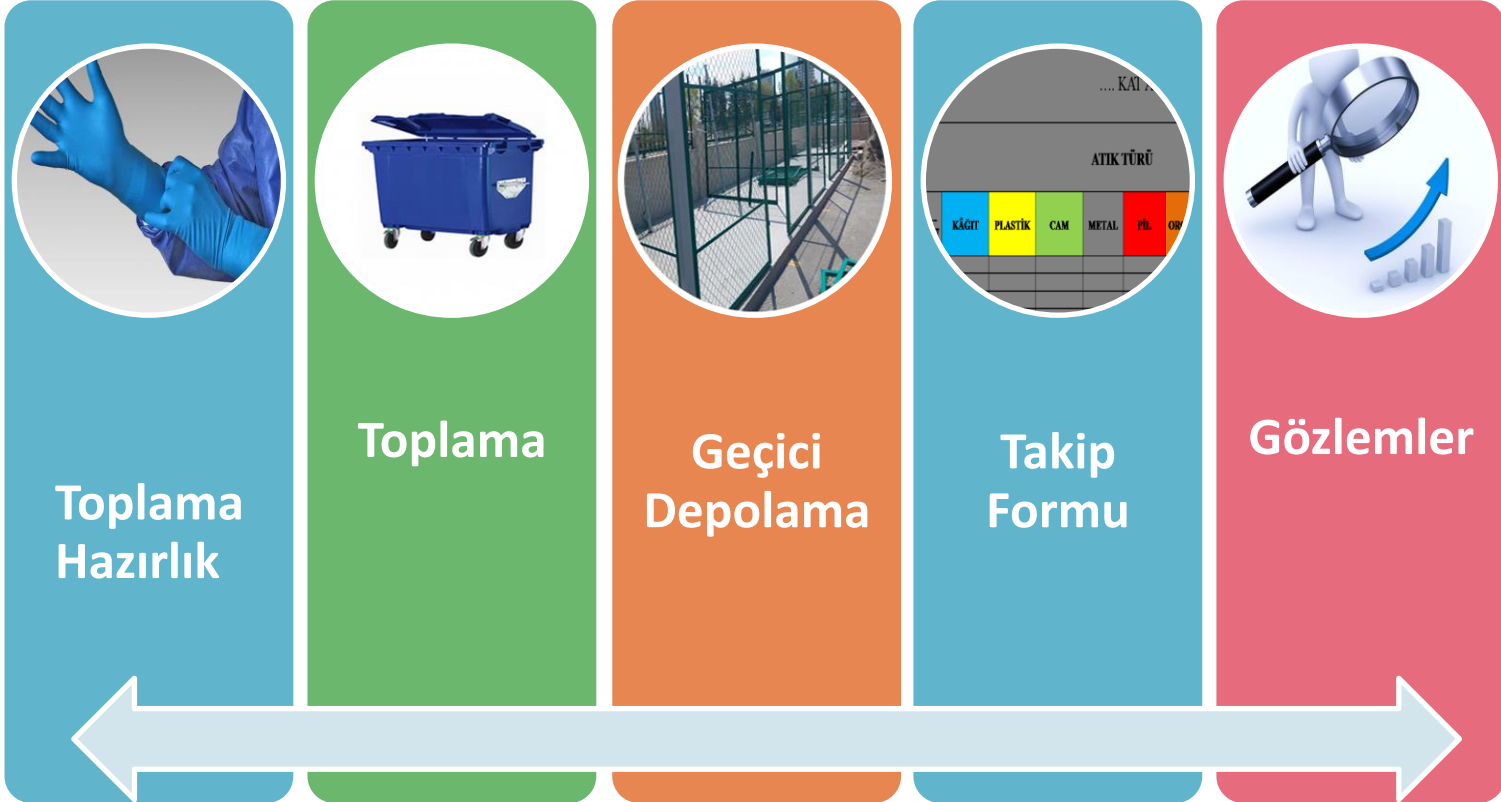 .... KAT
ATIK TÜRÜ
KÂĞIT PLASTİK CAM METAL PİL
Toplama
Hazırlık
Toplama
Geçici
Depolama
Takip
Formu
Gözlemler